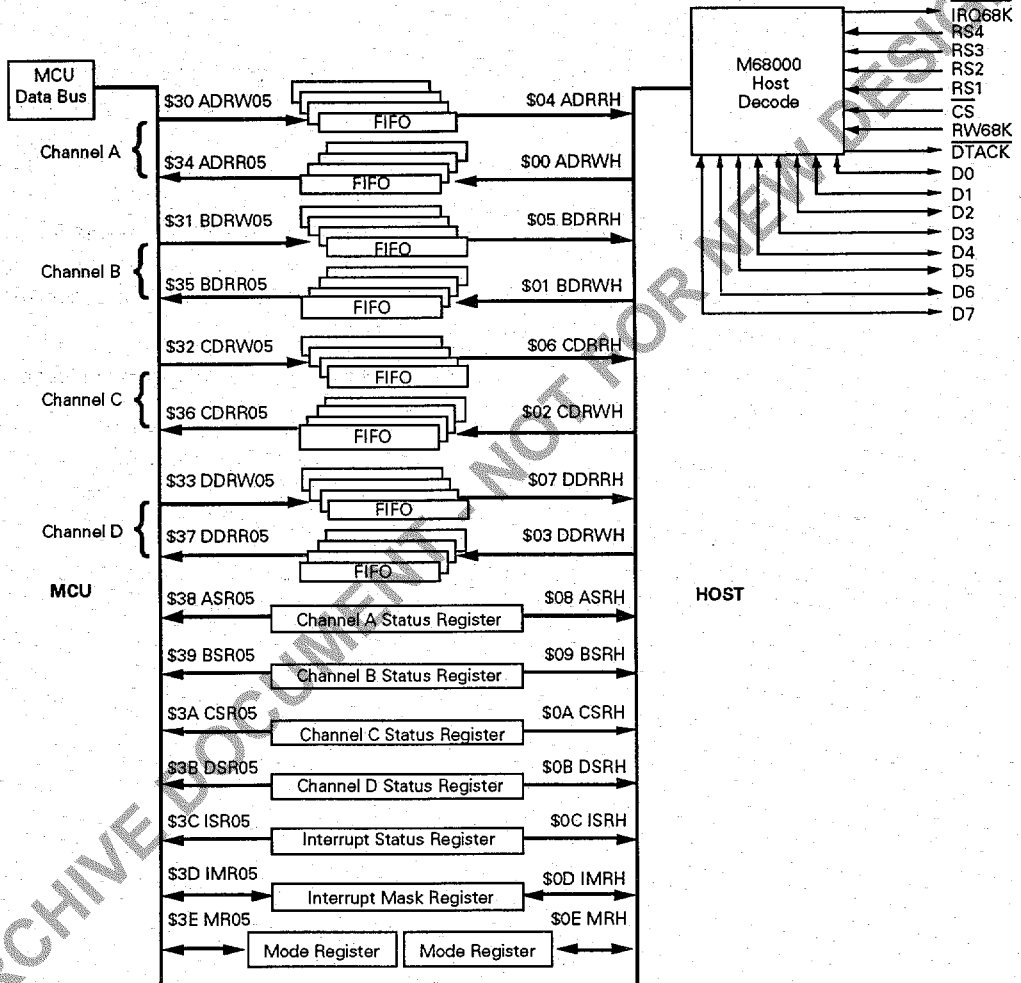 IRQ68K
RS4
RS3
RS2
RS1
CS
RW68K
DTACK
D0
D1
D2
D3
D4
D5
D6
D7
M68000
Host
Decode
MCU
Data Bus
$30 ADRW05
FIFO
$04 ADRRH
Channel A
$34 ADRR05
FIFO
$00 ADRWH
$31 BDRW05
FIFO
$05 BDRRH
Channel B
$35 BDRR05
FIFO
$01 BDRWH
$32 CDRW05
FIFO
$06 CDRRH
Channel C
$36 CDRR05
FIFO
$02 CDRWH
$33 DDRW05
FIFO
$07 DDRRH
Channel D
$37 DDRR05
FIFO
$03 DDRWH
MCU
HOST
$38 ASR05
Channel A Status Register
$08 ASRH
$39 BSR05
Channel B Status Register
$09 BSRH
$3A CSR05
Channel C Status Register
$0A CSRH
$3B DSR05
Channel D Status Register
$0B DSRH
$3C ISR05
Interrupt Status Register
$0C ISRH
$3D IMR05
Interrupt Mask Register
$0D IMRH
$3E MR05
Mode Register
Mode Register
$0E MRH
ARCHIVE DOCUMENT - NOT FOR NEW DESIGN